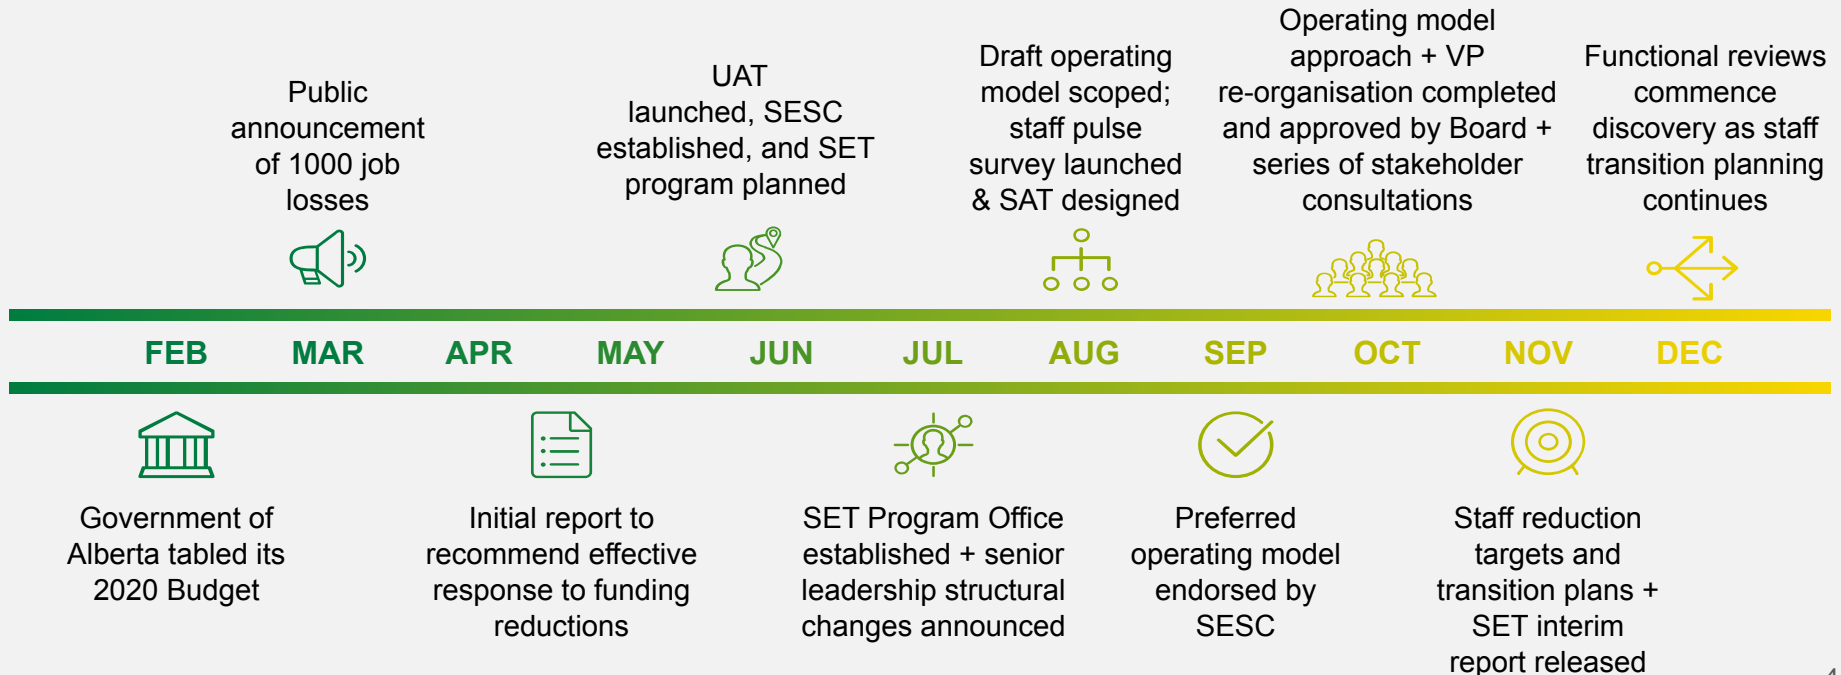 Public
announcement
of 1000 job
losses
UAT
launched, SESC
established, and SET
program planned
Draft operating
model scoped;
staff pulse
survey launched
& SAT designed
Operating model
approach + VP
re-organisation completed
and approved by Board +
series of stakeholder
consultations
Functional reviews
commence
discovery as staff
transition planning
continues
FEB MAR APR MAY JUN JUL AUG SEP OCT NOV DEC
Government of
Alberta tabled its
2020 Budget
Initial report to
recommend effective
response to funding
reductions
SET Program Office
established + senior
leadership structural
changes announced
Preferred
operating model
endorsed by
SESC
Staff reduction
targets and
transition plans +
SET interim
report released